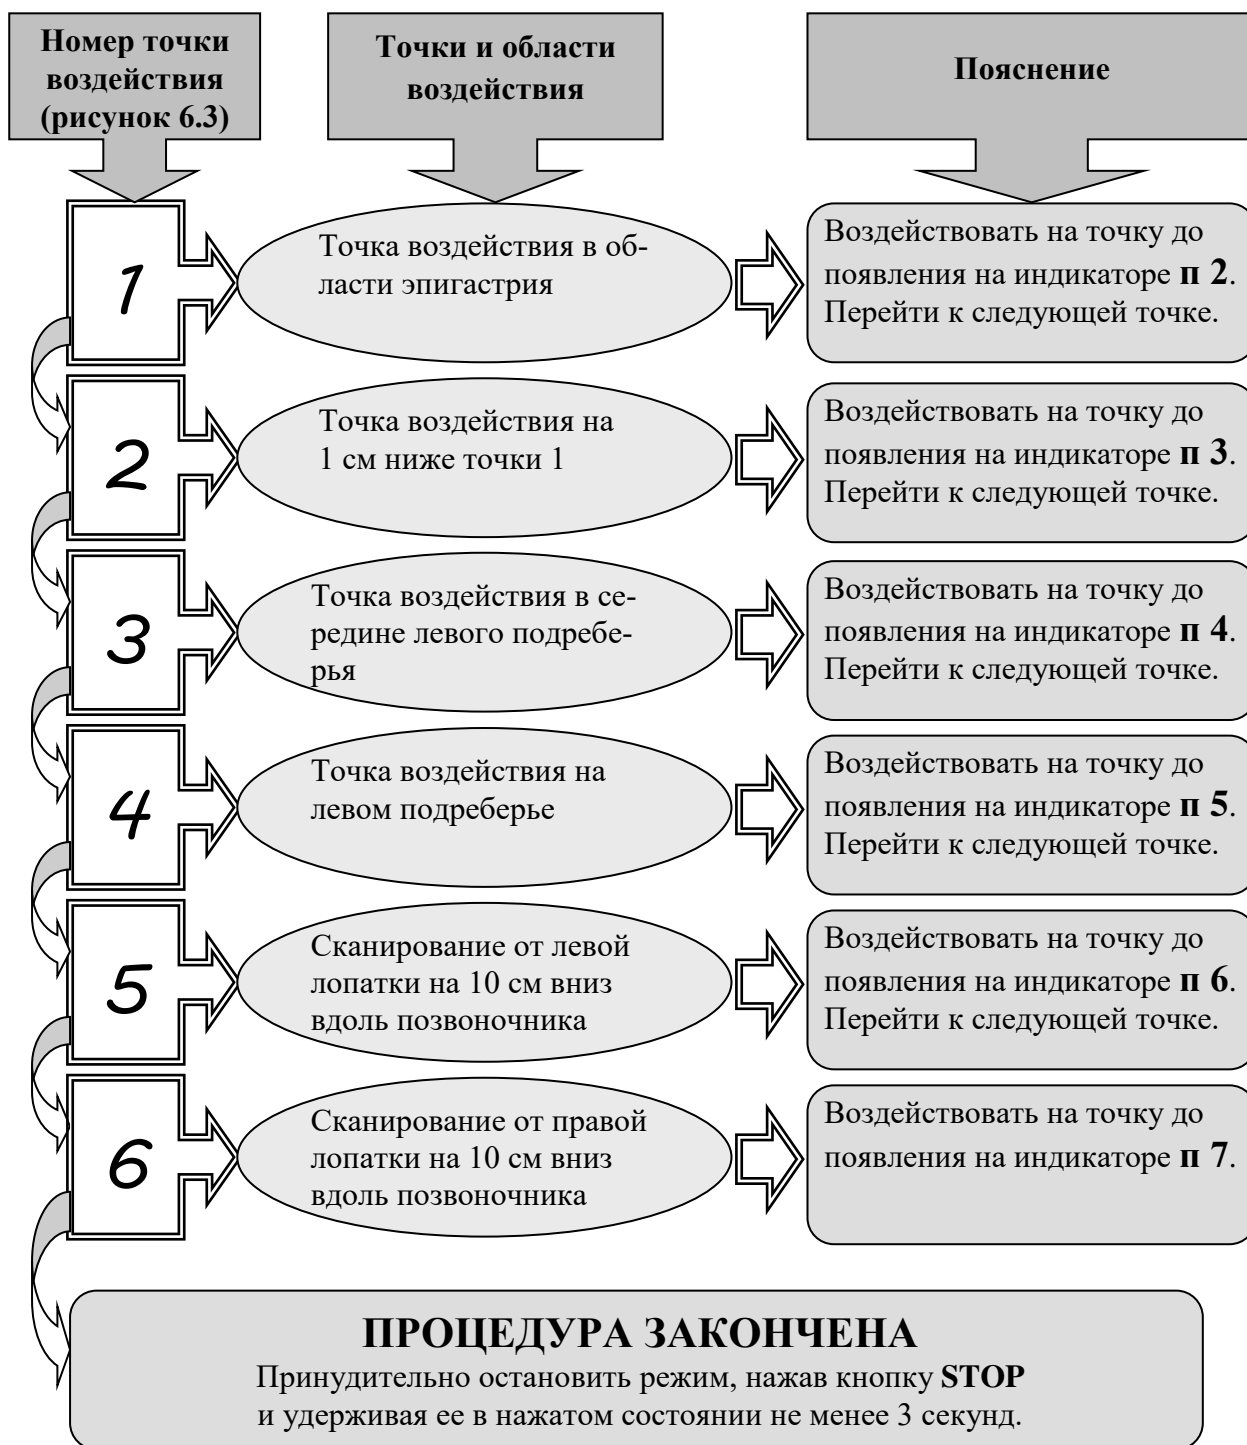 Номер точки
воздействия
(рисунок 6.3)
Точки и области
воздействия
Пояснение
1
Точка воздействия в об-
ласти эпигастрия
Воздействовать на точку до
появления на индикаторе п 2.
Перейти к следующей точке.
2
Точка воздействия на
1 см ниже точки 1
Воздействовать на точку до
появления на индикаторе п 3.
Перейти к следующей точке.
3
Точка воздействия в се-
редине левого подребе-
рья
Воздействовать на точку до
появления на индикаторе п 4.
Перейти к следующей точке.
4
Точка воздействия на
левом подреберье
Воздействовать на точку до
появления на индикаторе п 5.
Перейти к следующей точке.
5
Сканирование от левой
лопатки на 10 см вниз
вдоль позвоночника
Воздействовать на точку до
появления на индикаторе п 6.
Перейти к следующей точке.
6
Сканирование от правой
лопатки на 10 см вниз
вдоль позвоночника
Воздействовать на точку до
появления на индикаторе п 7.
ПРОЦЕДУРА ЗАКОНЧЕНА
Принудительно остановить режим, нажав кнопку STOP
и удерживая ее в нажатом состоянии не менее 3 секунд.